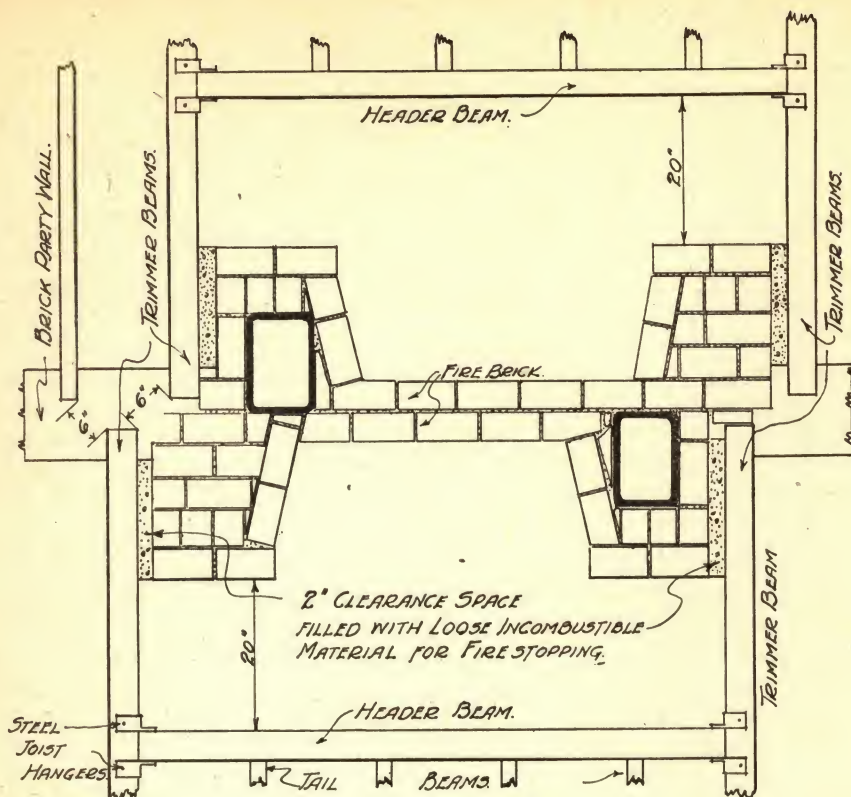 HEADER BEAM.
20"
BRICK PARTY WALL.
TRIMMER BEAMS.
TRIMMER BEAMS.
FIRE BRICK.
6"
6"
2" CLEARANCE SPACE
FILLED WITH LOOSE INCOMBUSTIBLE
MATERIAL FOR FIRESTOPPING.
20"
TRIMMER BEAM
HEADER BEAM.
STEEL
JOIST
HANGERS.
TAIL BEAMS.